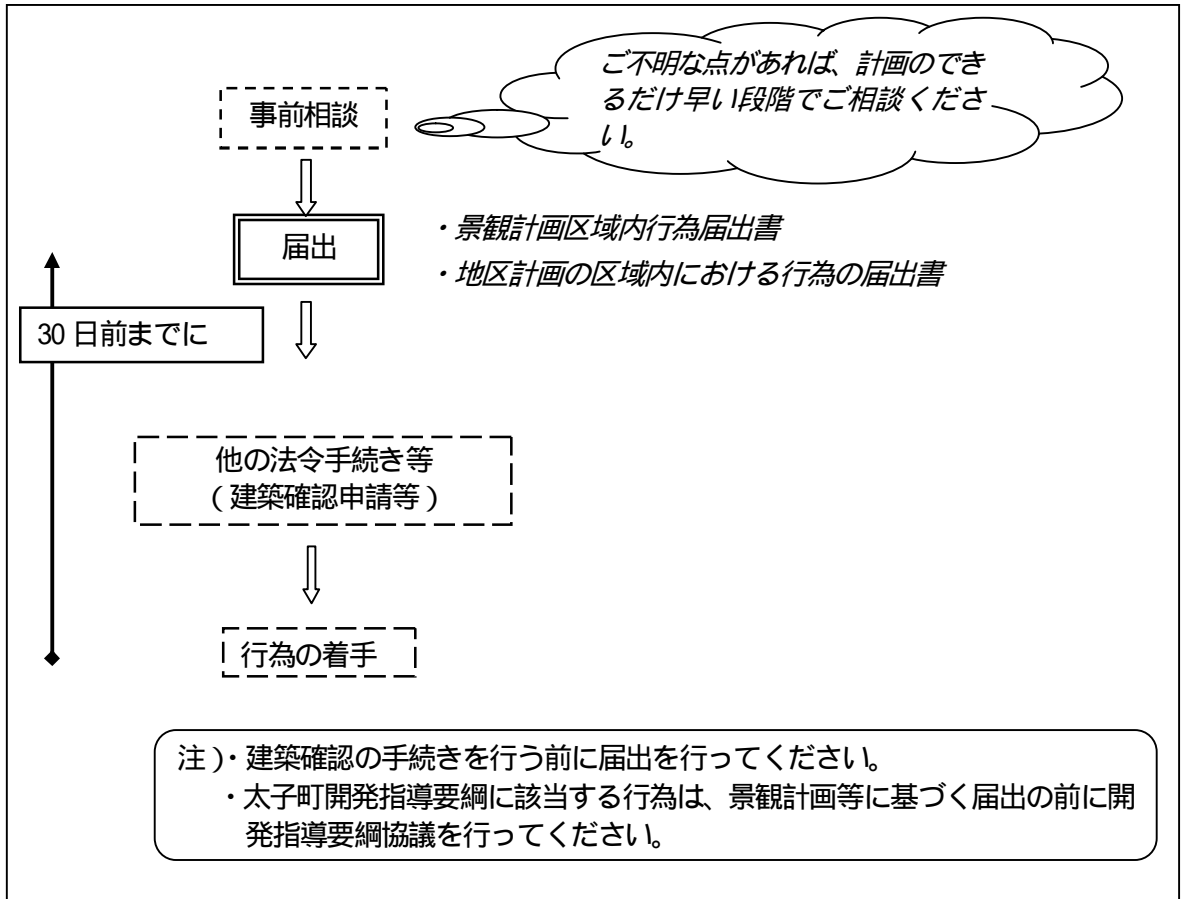 ご不明な点があれば、計画のでき
るだけ早い段階でご相談くださ
い。
事前相談
届出
・景観計画区域内行為届出書
・地区計画の区域内における行為の届出書
30 日前までに
他の法令手続き等
（建築確認申請等）
行為の着手
注）・建築確認の手続きを行う前に届出を行ってください。
・太子町開発指導要綱に該当する行為は、景観計画等に基づく届出の前に開
発指導要綱協議を行ってください。